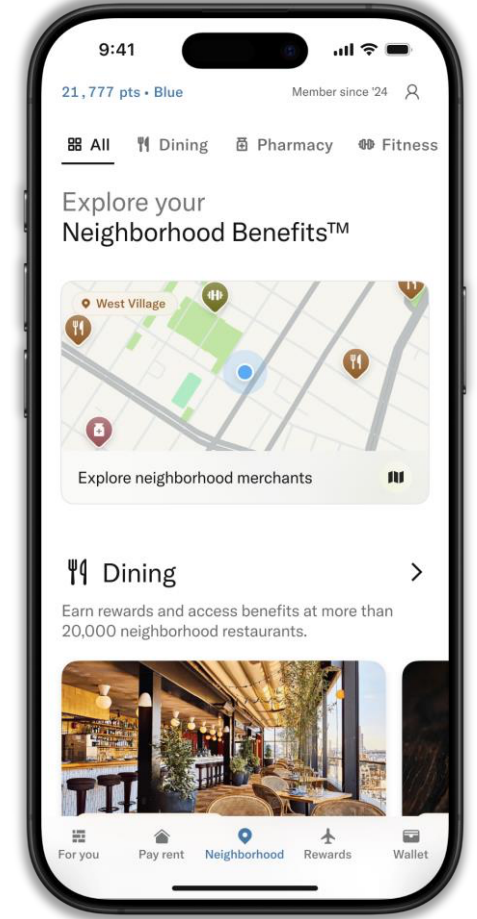 9:41
21,777 pts • Blue
Member since '24
All
Dining
Pharmacy
Fitness
Explore your
Neighborhood Benefits™
West Village
Explore neighborhood merchants
Dining
Earn rewards and access benefits at more than
20,000 neighborhood restaurants.
For you
Pay rent
Neighborhood
Rewards
Wallet